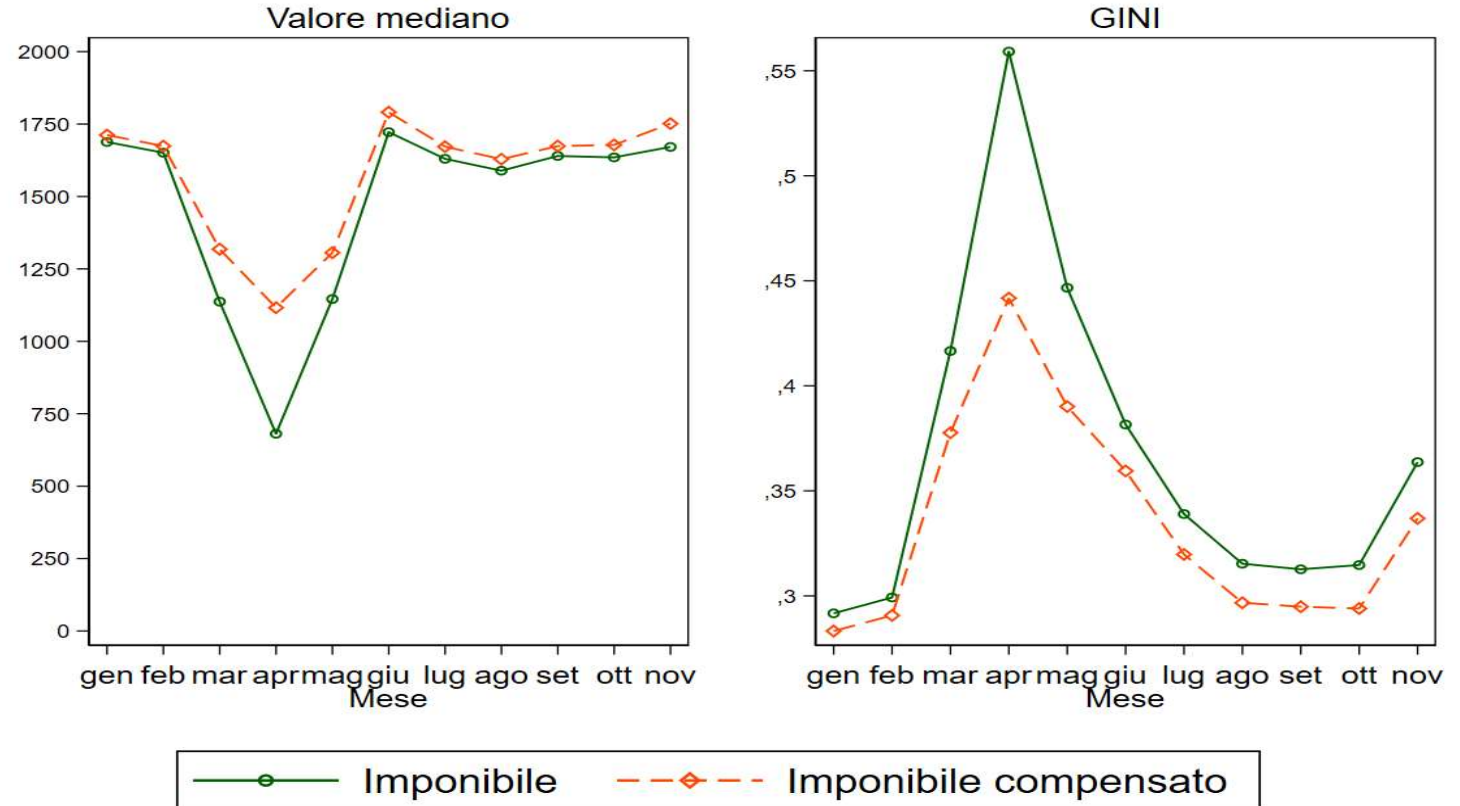 Valore mediano
2000
1750
1500
1250
1000
750
500
250
0
gen feb mar apr mag giu lug ago set ott nov
Mese
GINI
,55
,5
,45
,4
,35
,3
gen feb mar apr mag giu lug ago set ott nov
Mese
Imponibile Imponibile compensato